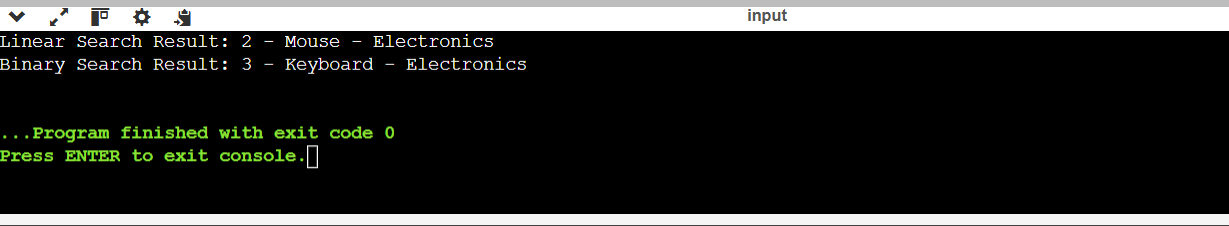 input
Linear Search Result: 2 - Mouse - Electronics
Binary Search Result: 3 - Keyboard - Electronics
...Program finished with exit code 0
Press ENTER to exit console.